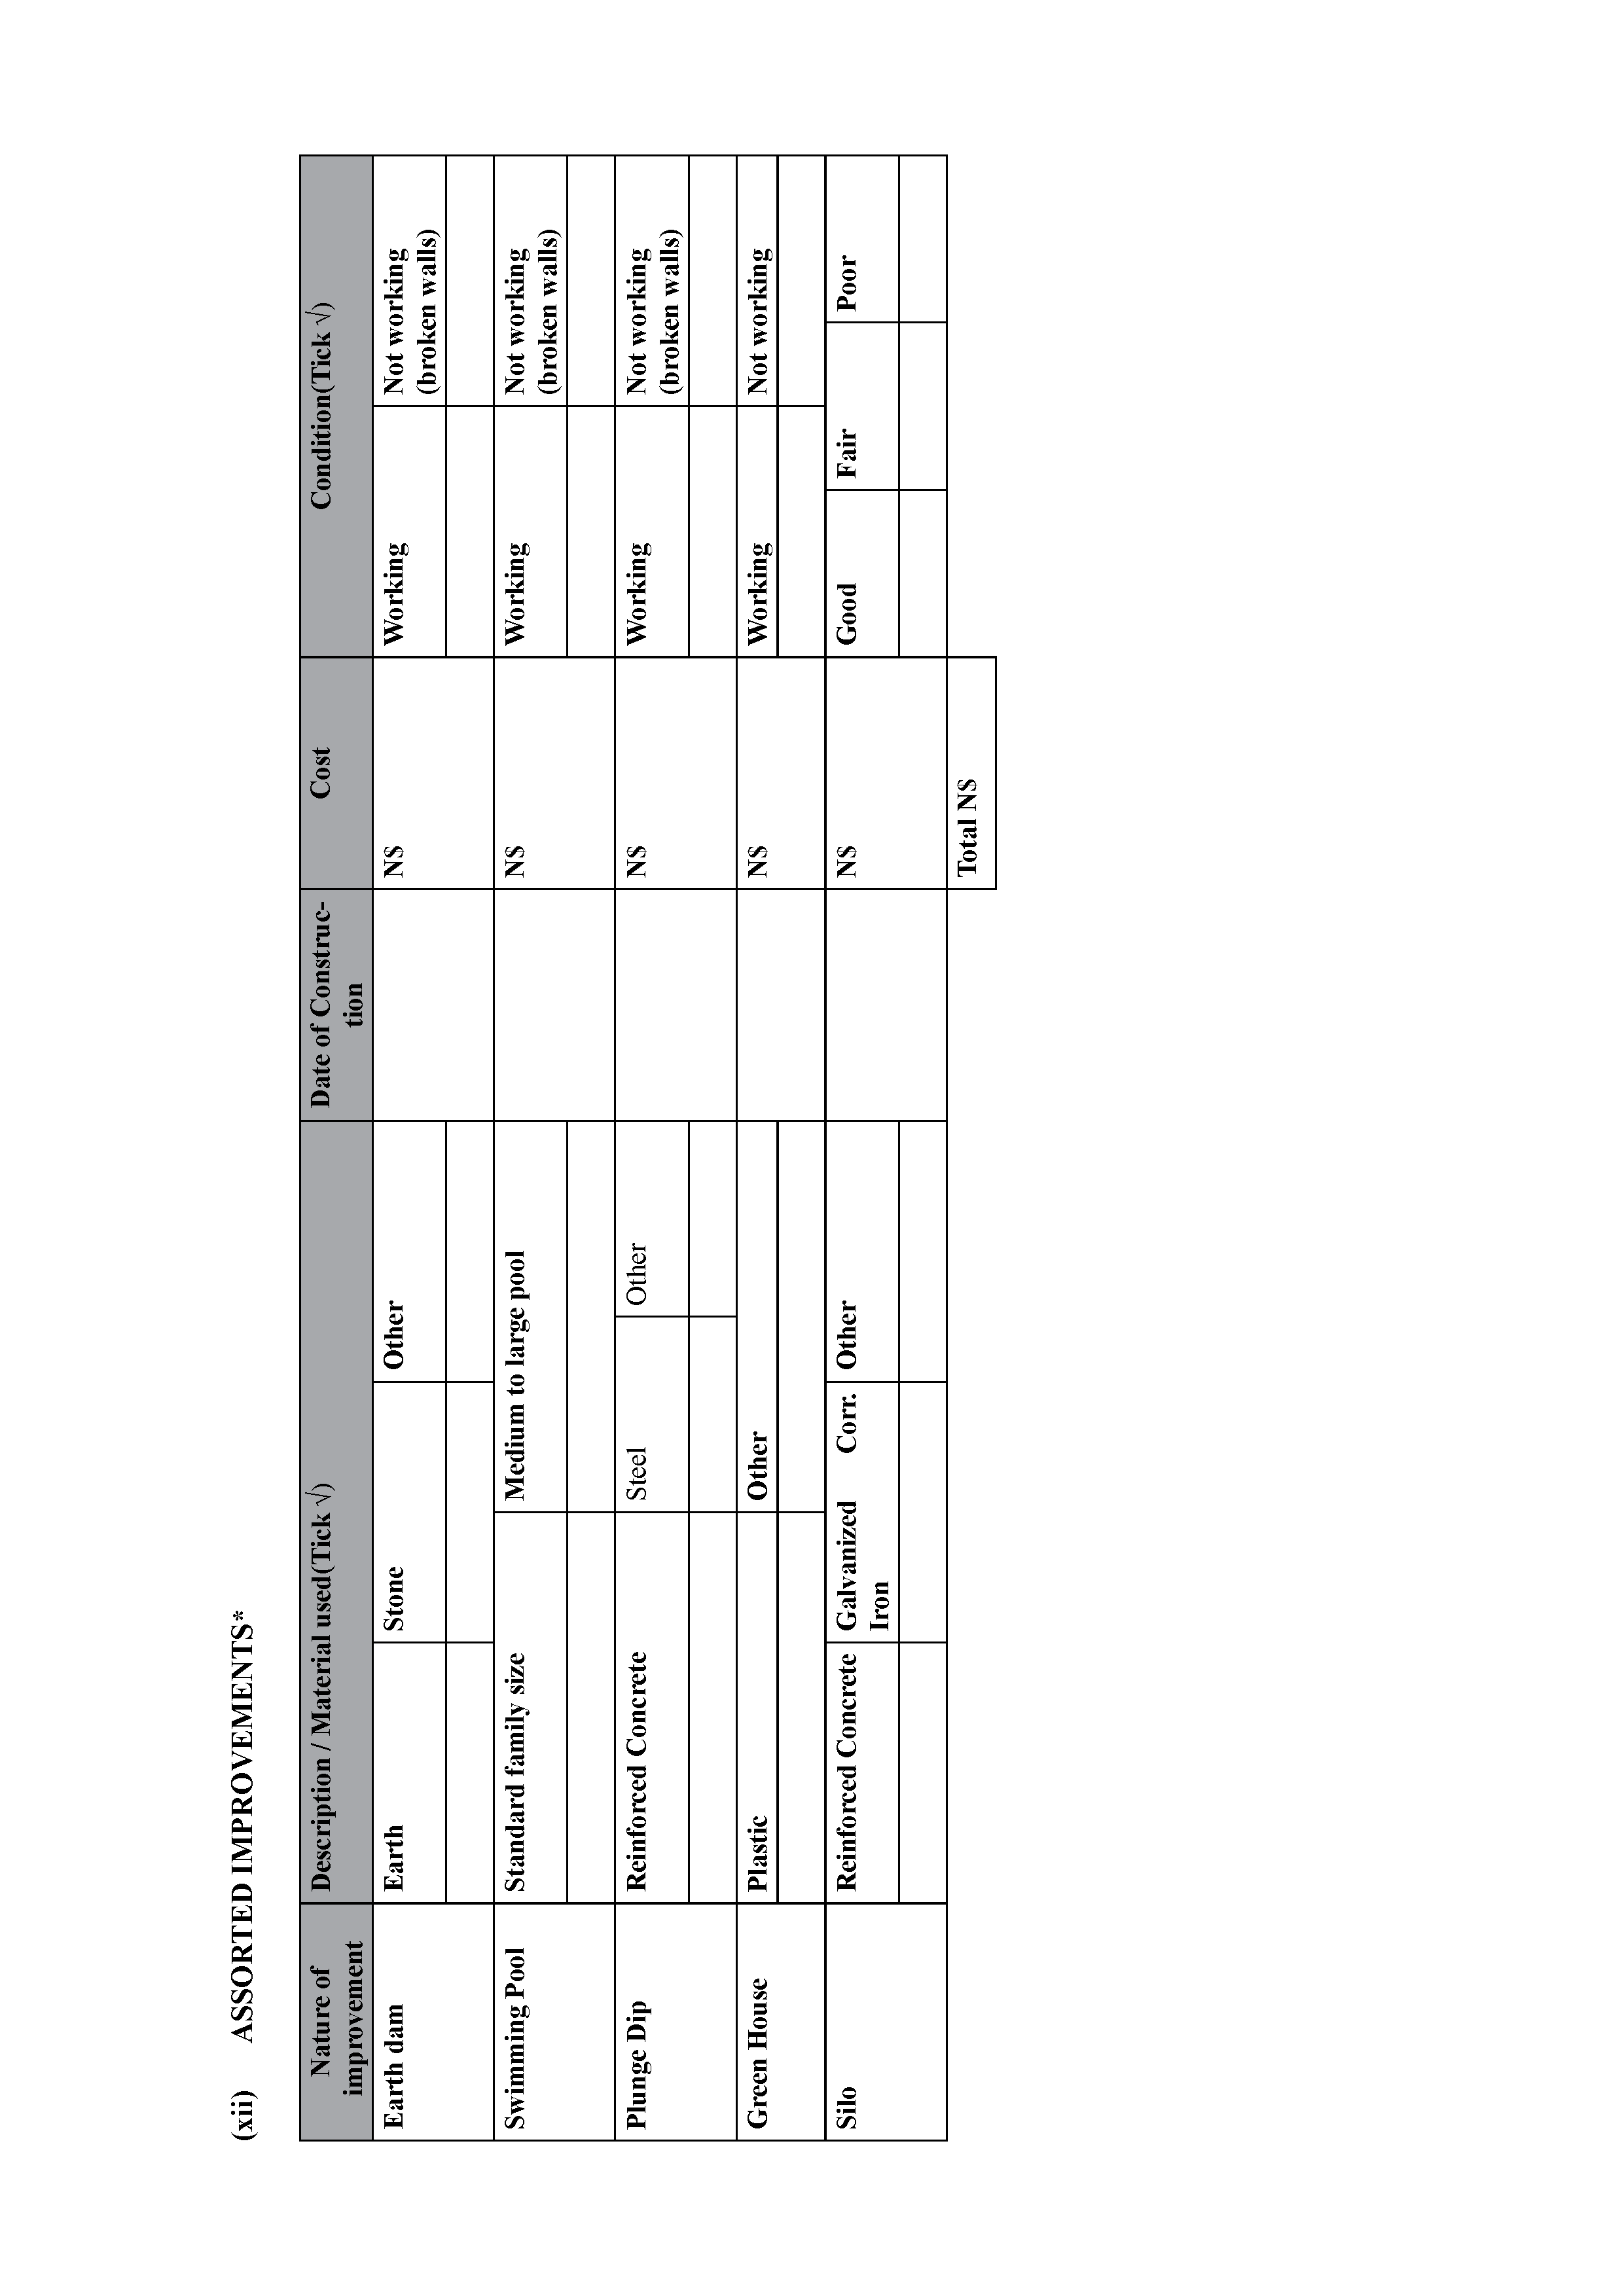 (xii) ASSORTED IMPROVEMENTS*
Nature of
improvement
Description / Material used(Tick √)
Date of Construc-
tion
Cost
Condition(Tick √)
Earth dam
Earth
Stone
Other
N$
Working
Not working
(broken walls)
Swimming Pool
Standard family size
Medium to large pool
N$
Working
Not working
(broken walls)
Plunge Dip
Reinforced Concrete
Steel
Other
N$
Working
Not working
(broken walls)
Green House
Plastic
Other
N$
Working
Not working
Silo
Reinforced Concrete
Galvanized Corr.
Iron
Other
N$
Good
Fair
Poor
Total N$